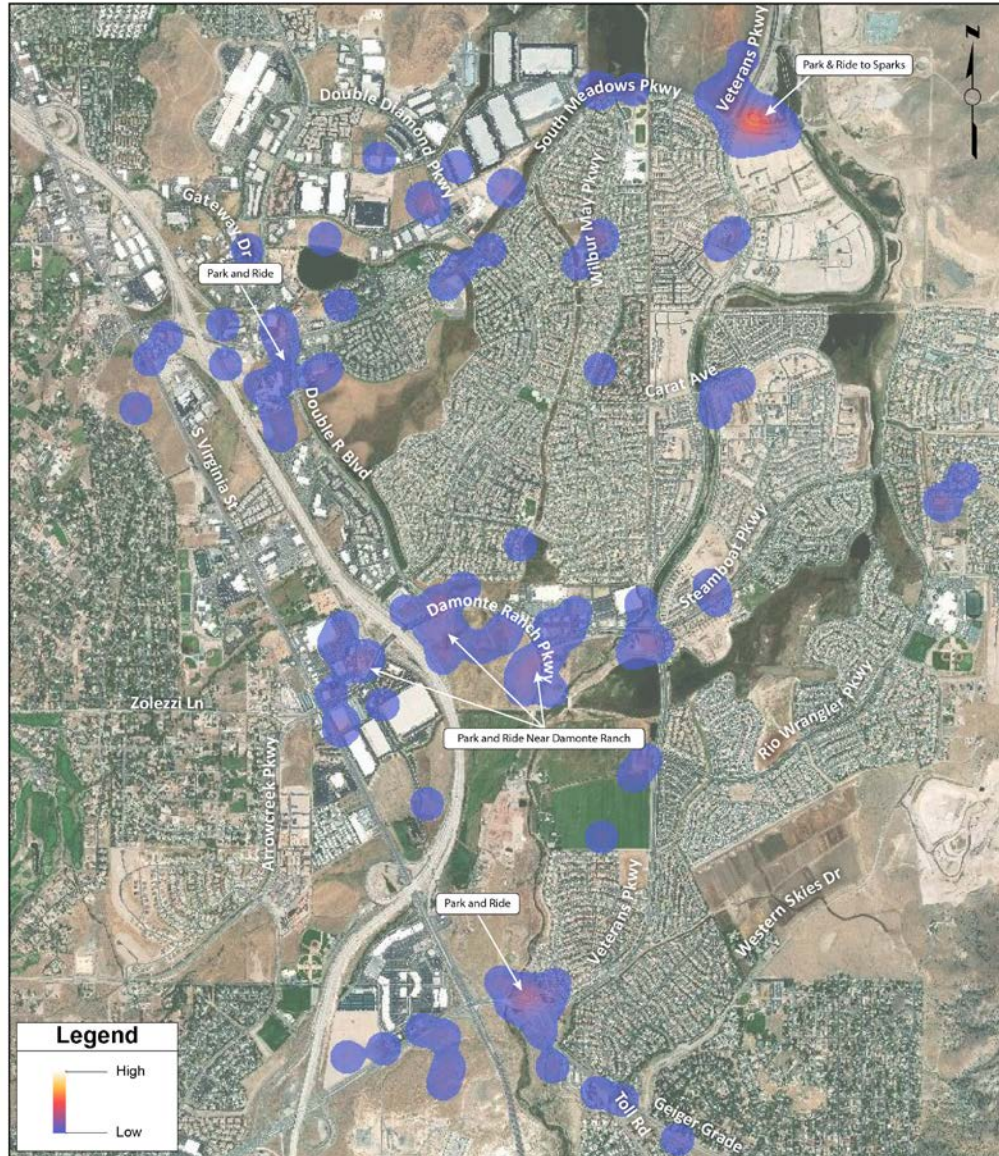 Veterans Pkwy
Park & Ride to Sparks
Z
Double Diamond Pkwy
South Meadows Pkwy
Wilbur May Pkwy
Gateway Dr
Park and Ride
Carat Ave
Double R Blvd
S Virginia St
Steamboat Pkwy
Damonte Ranch Pkwy
Zolezzi Ln
Rio Wrangler Pkwy
Park and Ride Near Damonte Ranch
Arrowcreek Pkwy
Park and Ride
Veterans Pkwy
Western Skies Dr
Legend
High
Low
Toll Rd
Geiger Grade